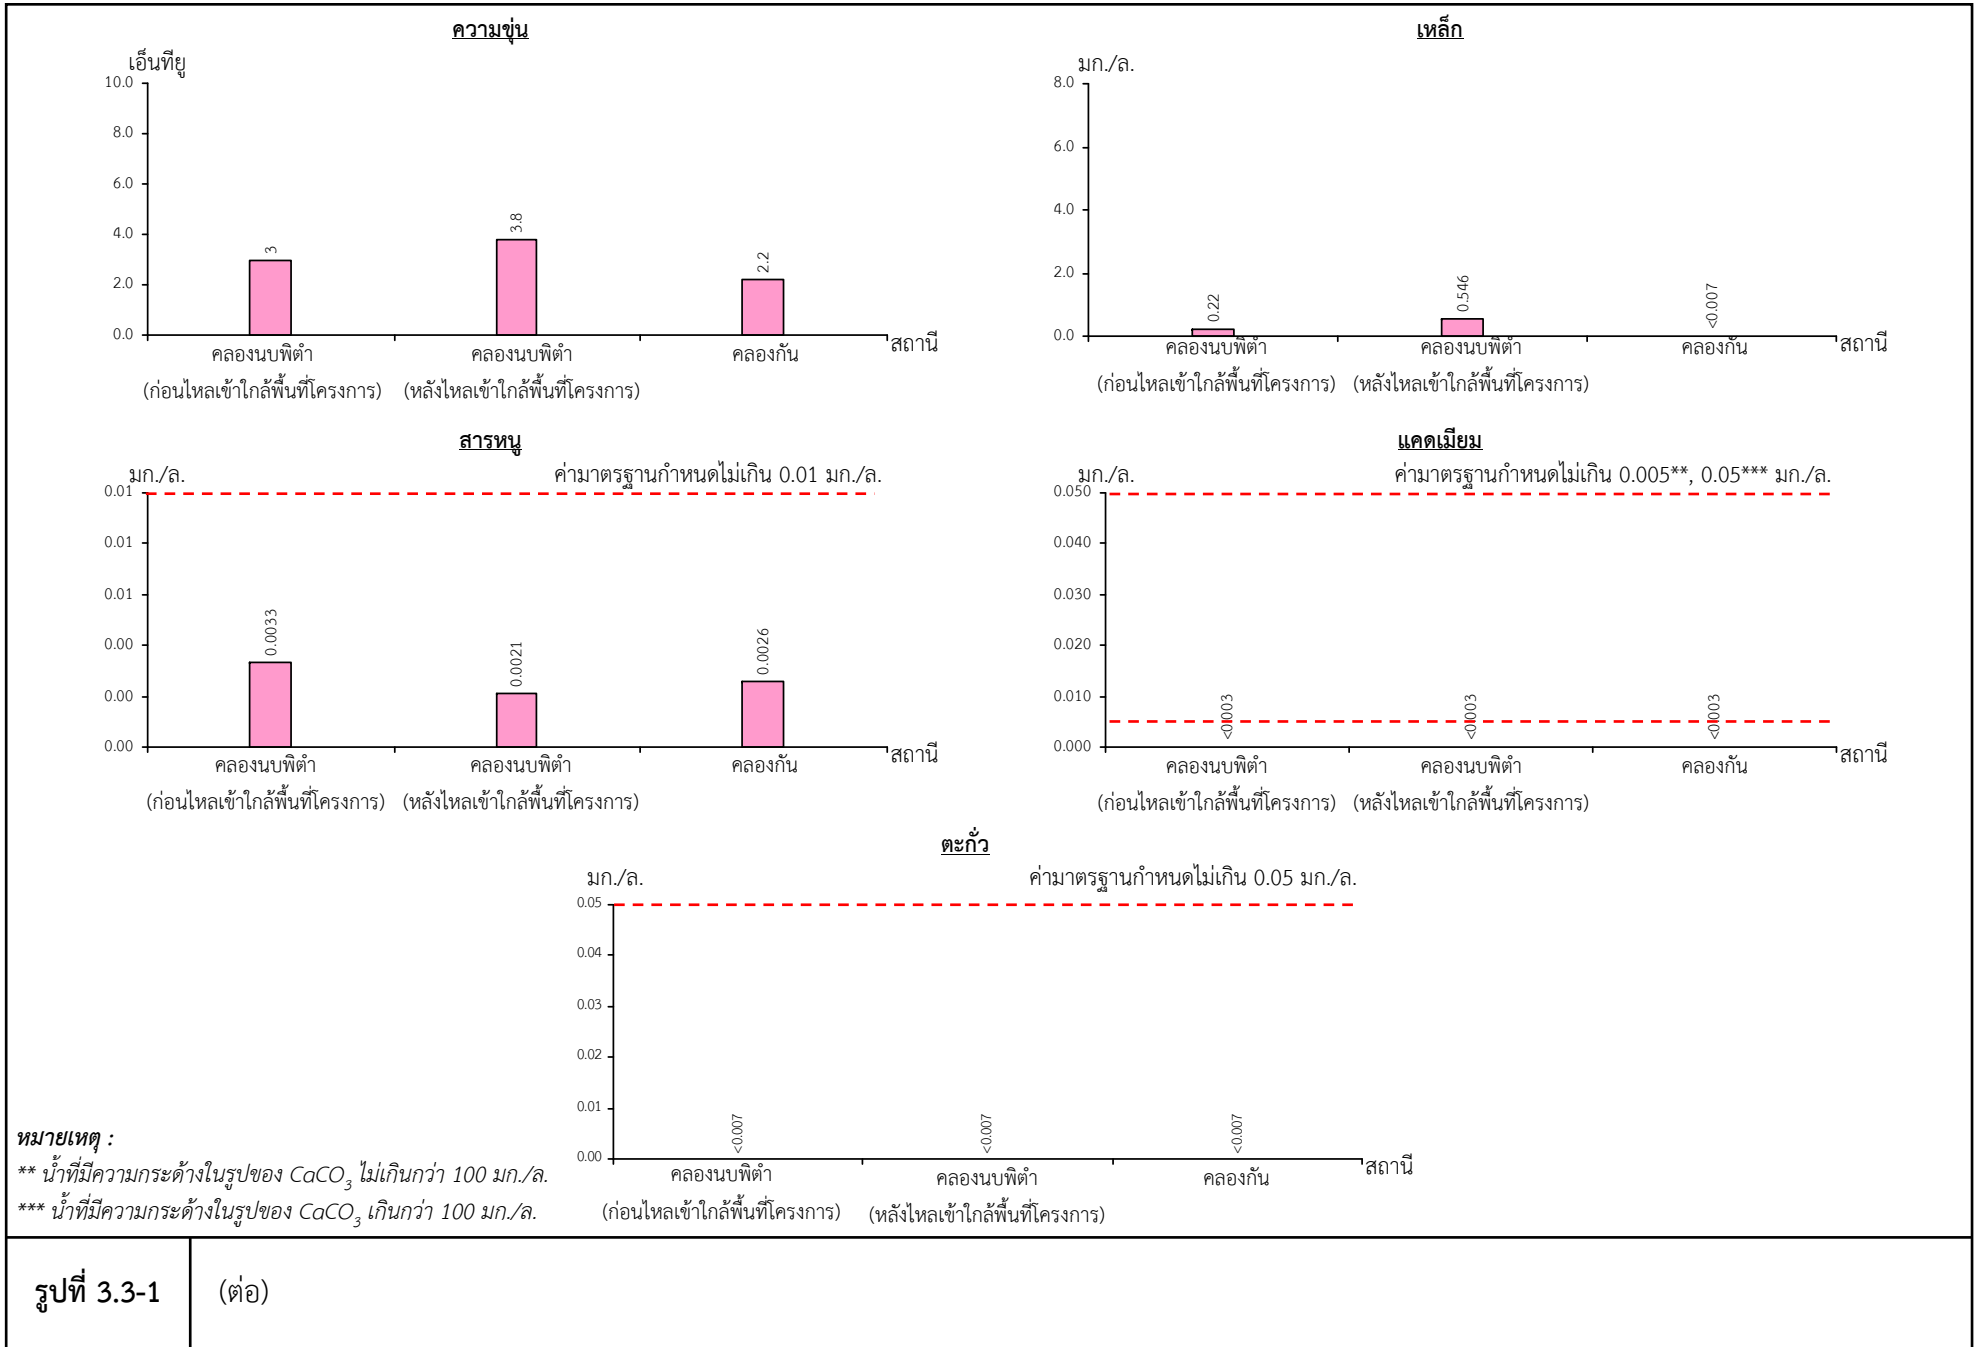 ความขุ่น
เอ็นทียู
10.0
8.0
6.0
4.0
2.0
0.0
3
3.8
2.2
สถานี
คลองนบพิตำ
คลองนบพิตำ
คลองกัน
(ก่อนไหลเข้าใกล้พื้นที่โครงการ)
(หลังไหลเข้าใกล้พื้นที่โครงการ)
เหล็ก
มก./ล.
8.0
6.0
4.0
2.0
0.0
0.22
0.546
<0.007
สถานี
คลองนบพิตำ
คลองนบพิตำ
คลองกัน
(ก่อนไหลเข้าใกล้พื้นที่โครงการ)
(หลังไหลเข้าใกล้พื้นที่โครงการ)
สารหนู
มก./ล.
ค่ามาตรฐานกำหนดไม่เกิน 0.01 มก./ล.
0.01
0.01
0.01
0.00
0.00
0.00
0.0033
0.0021
0.0026
สถานี
คลองนบพิตำ
คลองนบพิตำ
คลองกัน
(ก่อนไหลเข้าใกล้พื้นที่โครงการ)
(หลังไหลเข้าใกล้พื้นที่โครงการ)
แคดเมียม
มก./ล.
ค่ามาตรฐานกำหนดไม่เกิน 0.005**, 0.05*** มก./ล.
0.050
0.040
0.030
0.020
0.010
0.000
<0.003
<0.003
<0.003
สถานี
คลองนบพิตำ
คลองนบพิตำ
คลองกัน
(ก่อนไหลเข้าใกล้พื้นที่โครงการ)
(หลังไหลเข้าใกล้พื้นที่โครงการ)
ตะกั่ว
มก./ล.
ค่ามาตรฐานกำหนดไม่เกิน 0.05 มก./ล.
0.05
0.04
0.03
0.02
0.01
0.00
<0.007
<0.007
<0.007
สถานี
คลองนบพิตำ
คลองนบพิตำ
คลองกัน
(ก่อนไหลเข้าใกล้พื้นที่โครงการ)
(หลังไหลเข้าใกล้พื้นที่โครงการ)
หมายเหตุ :
** น้ำที่มีความกระด้างในรูปของ CaCO₃ ไม่เกินกว่า 100 มก./ล.
*** น้ำที่มีความกระด้างในรูปของ CaCO₃ เกินกว่า 100 มก./ล.
รูปที่ 3.3-1
(ต่อ)